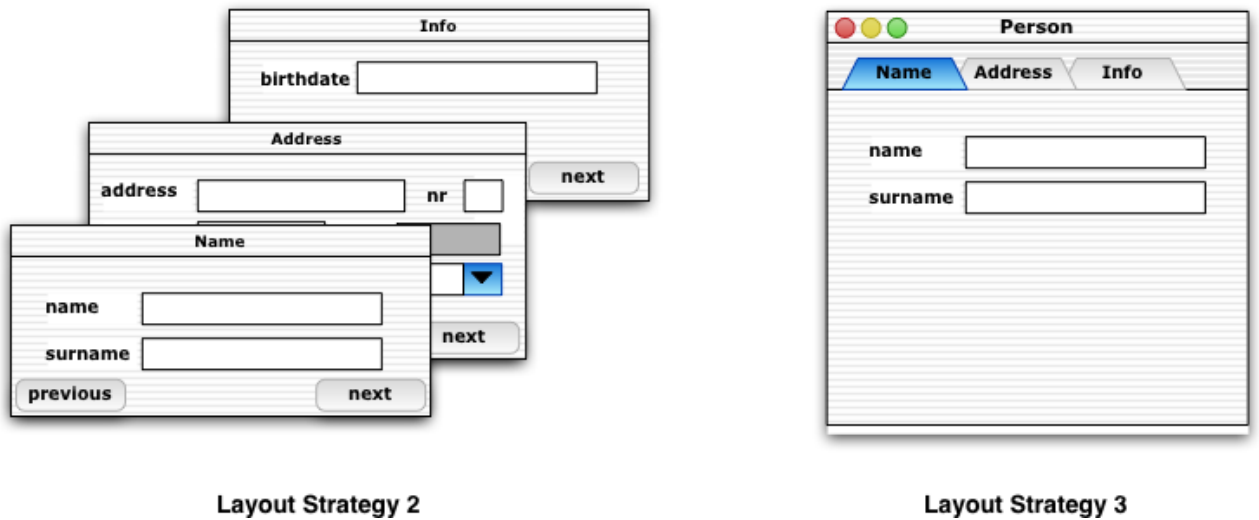 Info
birthdate
next
Address
address
nr
next
Name
name
surname
previous next
Layout Strategy 2
Person
Name Address Info
name
surname
Layout Strategy 3